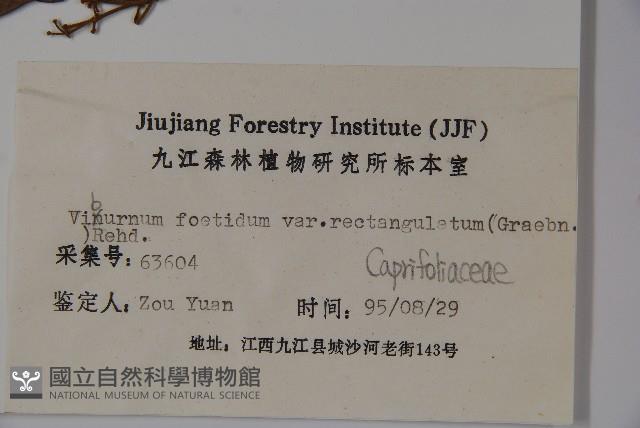 Jiujiang Forestry Institute (JJF)
九江森林植物研究所标本室
Viburnum foetidum var.rectanguletum(Graebn.
)Rehd.
采集号: 63604
Caprifoliaceae
鉴定人: Zou Yuan 时间: 95/08/29
地址: 江西九江县城沙河老街143号
國立自然科學博物館
NATIONAL MUSEUM OF NATURAL SCIENCE